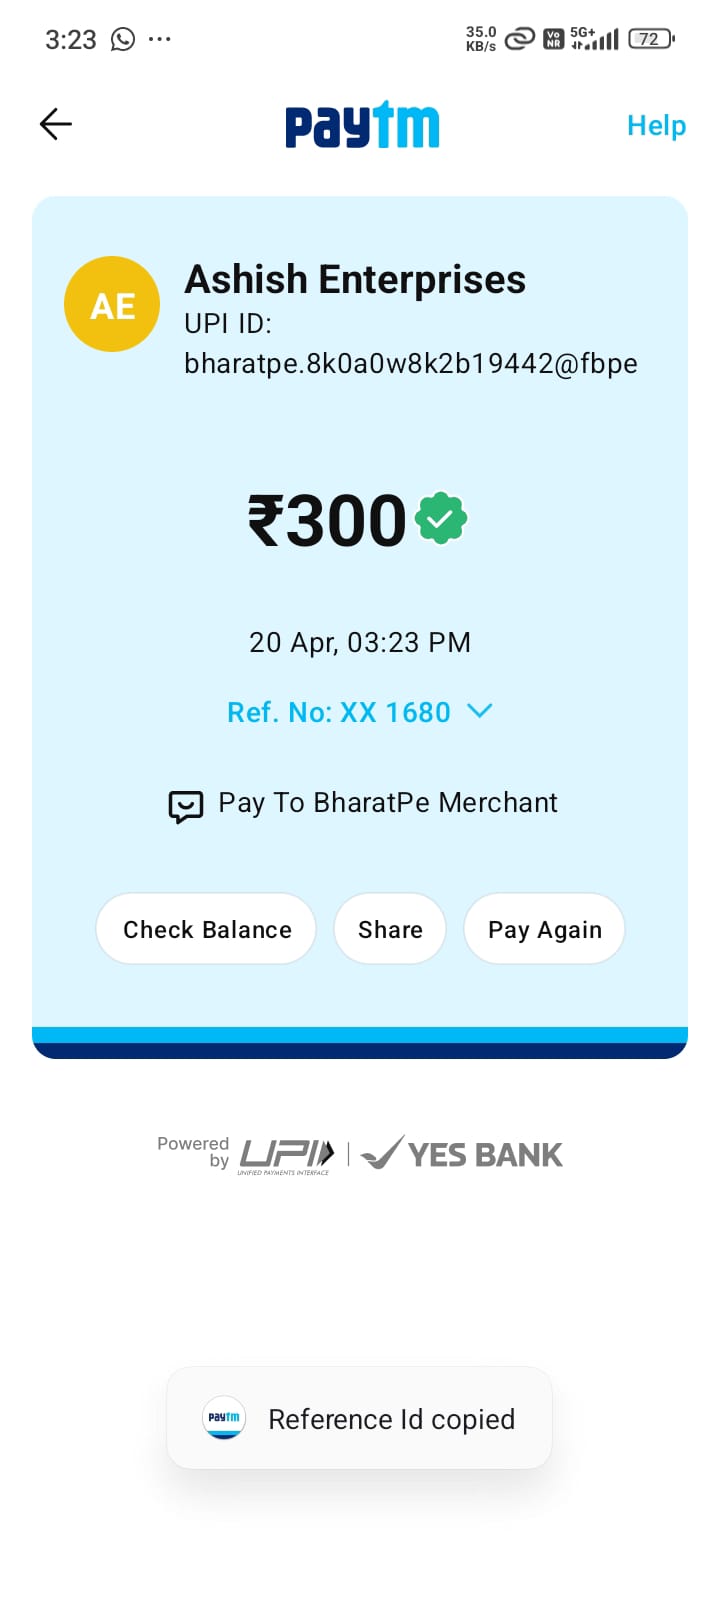 3:23 ... 35.0 KB/s Vo NR 5G+ 72
paytm
Help
AE
Ashish Enterprises
UPI ID:
bharatpe.8k0a0w8k2b19442@fbpe
₹300
20 Apr, 03:23 PM
Ref. No: XX 1680
Pay To BharatPe Merchant
Check Balance
Share
Pay Again
Powered by UPI UNIFIED PAYMENTS INTERFACE | YES BANK
paytm Reference Id copied